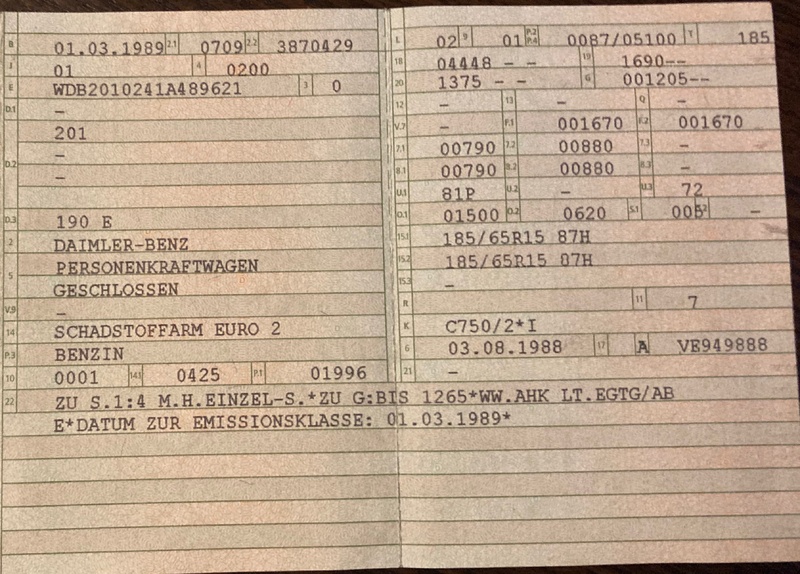 B 01.03.1989 2.1 0709 2.2 3870429
J 01 4 0200
E WDB2010241A489621 3 0
D.1 –
201
D.2 –
–
D.3 190 E
2 DAIMLER-BENZ
5 PERSONENKRAFTWAGEN
GESCHLOSSEN
V.9 –
14 SCHADSTOFFARM EURO 2
P.3 BENZIN
10 0001 14.1 0425 P.1 01996
L 02 9 01 P.2 P.4 0087/05100 T 185
18 04448 – – 19 1690--
20 1375 – – G 001205--
12 – 13 – Q –
V.7 – F.1 001670 F.2 001670
7.1 00790 7.2 00880 7.3 –
8.1 00790 8.2 00880 8.3 –
U.1 81P U.2 – U.3 72
O.1 01500 O.2 0620 S.1 005 S.2 –
15.1 185/65R15 87H
15.2 185/65R15 87H
15.3 –
R 11 7
K C750/2*I
6 03.08.1988 17 A VE949888
21 –
22 ZU S.1:4 M.H.EINZEL-S.*ZU G:BIS 1265*WW.AHK LT.EGTG/AB
E*DATUM ZUR EMISSIONSKLASSE: 01.03.1989*